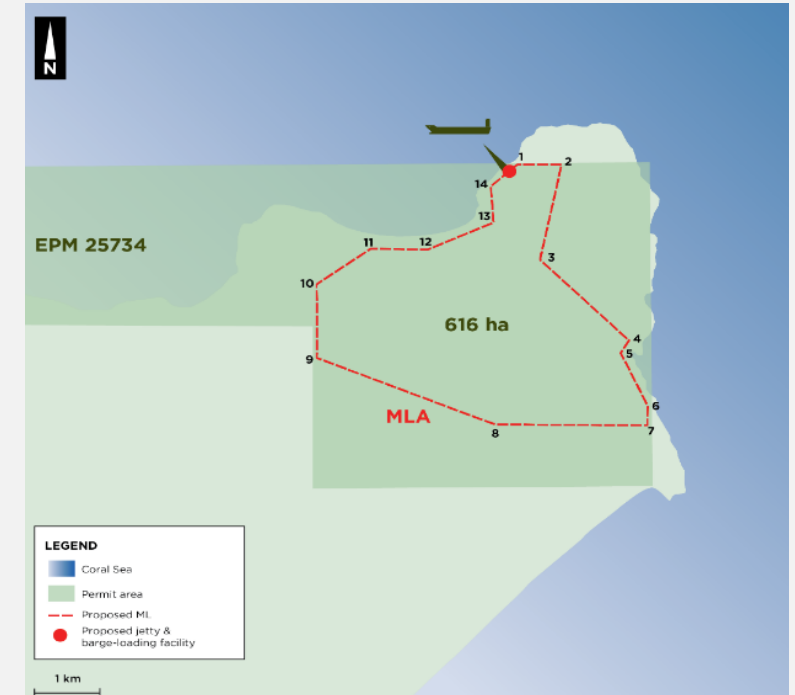 N
1
2
14
13
11
12
EPM 25734
3
10
616 ha
4
5
9
6
MLA
8
7
LEGEND
Coral Sea
Permit area
Proposed ML
Proposed jetty &
barge-loading facility
1 km